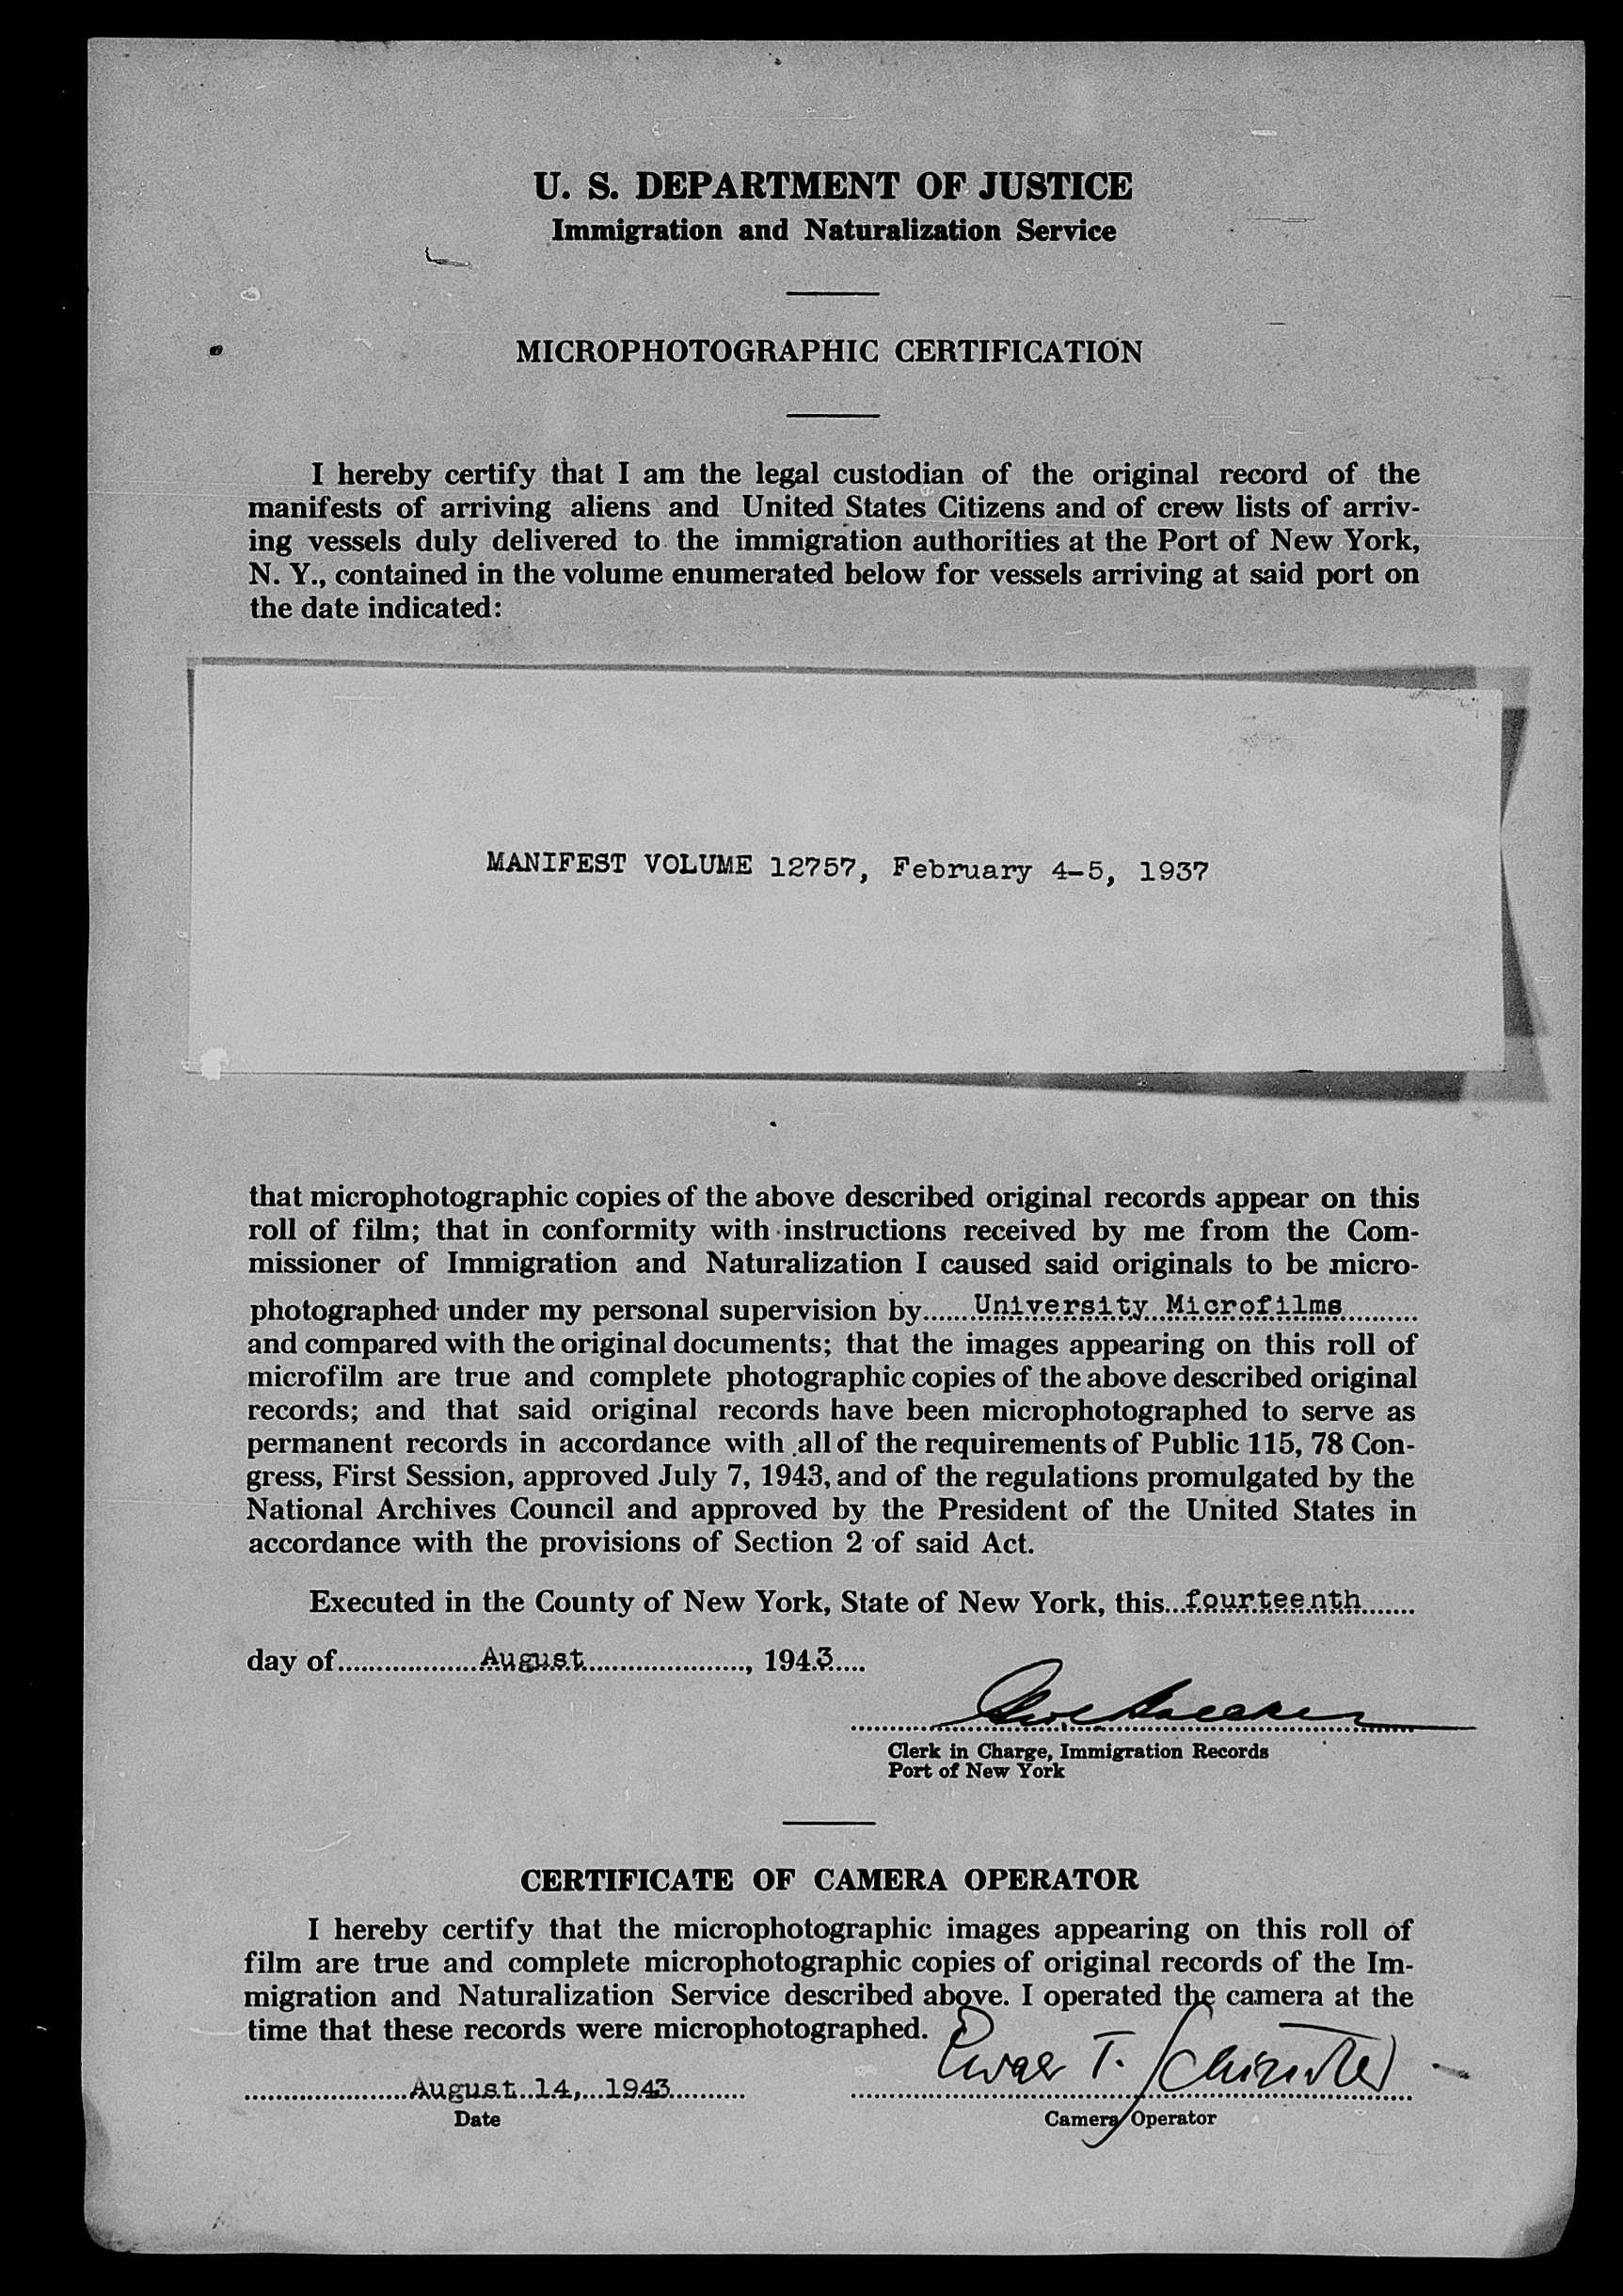 U. S. DEPARTMENT OF JUSTICE
Immigration and Naturalization Service
MICROPHOTOGRAPHIC CERTIFICATION
I hereby certify that I am the legal custodian of the original record of the
manifests of arriving aliens and United States Citizens and of crew lists of arriv-
ing vessels duly delivered to the immigration authorities at the Port of New York,
N. Y., contained in the volume enumerated below for vessels arriving at said port on
the date indicated:
MANIFEST VOLUME 12757, February 4-5, 1937
that microphotographic copies of the above described original records appear on this
roll of film; that in conformity with instructions received by me from the Com-
missioner of Immigration and Naturalization I caused said originals to be micro-
photographed under my personal supervision by......University Microfilms..........
and compared with the original documents; that the images appearing on this roll of
microfilm are true and complete photographic copies of the above described original
records; and that said original records have been microphotographed to serve as
permanent records in accordance with all of the requirements of Public 115, 78 Con-
gress, First Session, approved July 7, 1943, and of the regulations promulgated by the
National Archives Council and approved by the President of the United States in
accordance with the provisions of Section 2 of said Act.
Executed in the County of New York, State of New York, this...fourteenth.......
day of...................August......................, 1943.....
Clerk in Charge, Immigration Records
Port of New York
CERTIFICATE OF CAMERA OPERATOR
I hereby certify that the microphotographic images appearing on this roll of
film are true and complete microphotographic copies of original records of the Im-
migration and Naturalization Service described above. I operated the camera at the
time that these records were microphotographed.
T.
......................August 14, 1943..........
Date
Camera Operator